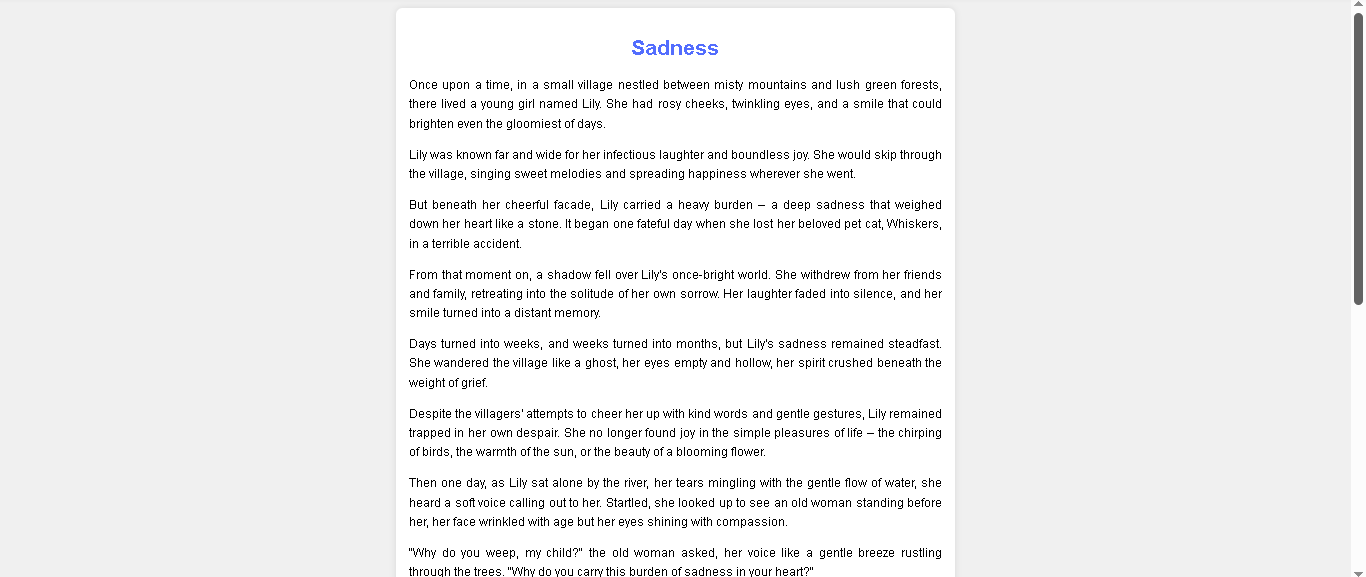 Sadness
Once upon a time, in a small village nestled between misty mountains and lush green forests,
there lived a young girl named Lily. She had rosy cheeks, twinkling eyes, and a smile that could
brighten even the gloomiest of days.
Lily was known far and wide for her infectious laughter and boundless joy. She would skip through
the village, singing sweet melodies and spreading happiness wherever she went.
But beneath her cheerful facade, Lily carried a heavy burden – a deep sadness that weighed
down her heart like a stone. It began one fateful day when she lost her beloved pet cat, Whiskers,
in a terrible accident.
From that moment on, a shadow fell over Lily's once-bright world. She withdrew from her friends
and family, retreating into the solitude of her own sorrow. Her laughter faded into silence, and her
smile turned into a distant memory.
Days turned into weeks, and weeks turned into months, but Lily's sadness remained steadfast.
She wandered the village like a ghost, her eyes empty and hollow, her spirit crushed beneath the
weight of grief.
Despite the villagers' attempts to cheer her up with kind words and gentle gestures, Lily remained
trapped in her own despair. She no longer found joy in the simple pleasures of life – the chirping
of birds, the warmth of the sun, or the beauty of a blooming flower.
Then one day, as Lily sat alone by the river, her tears mingling with the gentle flow of water, she
heard a soft voice calling out to her. Startled, she looked up to see an old woman standing before
her, her face wrinkled with age but her eyes shining with compassion.
"Why do you weep, my child?" the old woman asked, her voice like a gentle breeze rustling
through the trees. "Why do you carry this burden of sadness in your heart?"